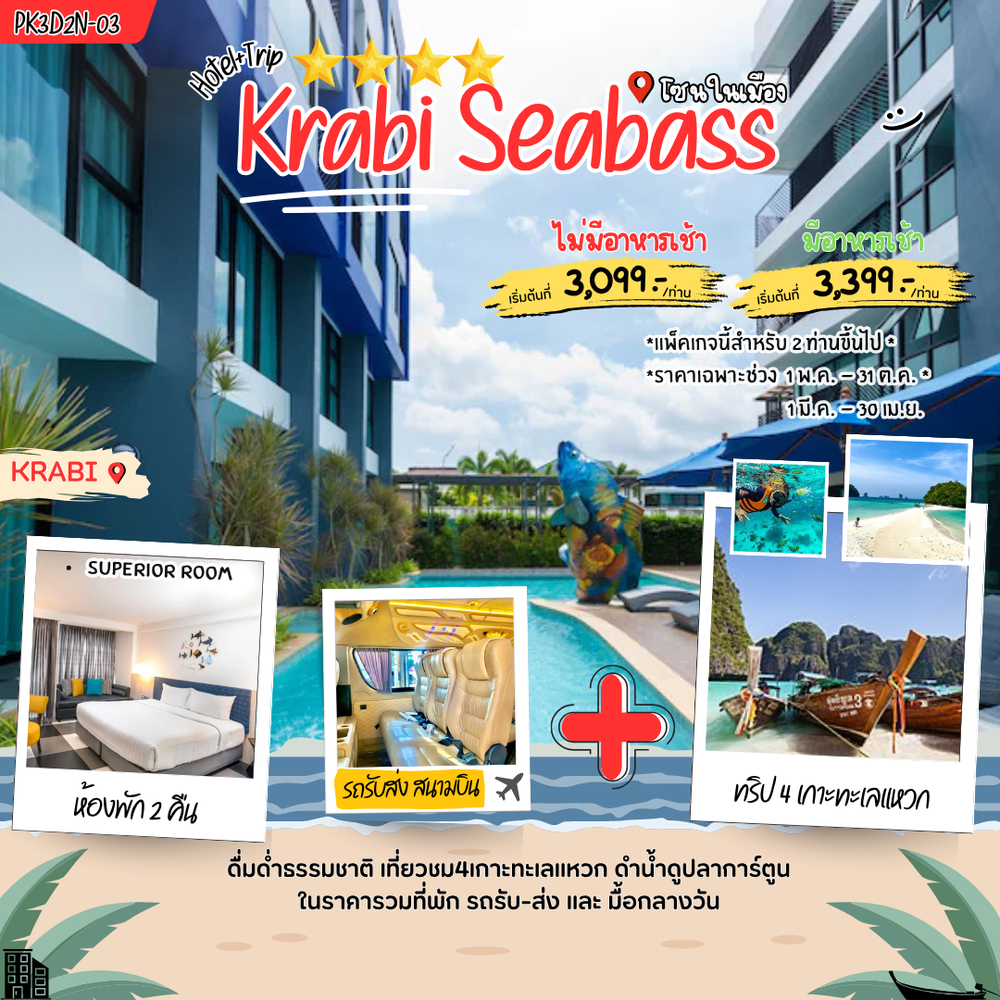 PK3D2N-03
Hotel+Trip
Krabi Seabass
โซนในเมือง
ไม่มีอาหารเช้า
เริ่มต้นที่ 3,099.-/ท่าน
มีอาหารเช้า
เริ่มต้นที่ 3,399.-/ท่าน
*แพ็คเกจนี้สำหรับ 2 ท่านขึ้นไป *
*ราคาเฉพาะช่วง 1 พ.ค. – 31 ต.ค. *
1 มี.ค. – 30 เม.ย.
KRABI
• SUPERIOR ROOM
ห้องพัก 2 คืน
รถรับส่ง สนามบิน
ทริป 4 เกาะทะเลแหวก
ดื่มด่ำธรรมชาติ เที่ยวชม4เกาะทะเลแหวก ดำน้ำดูปลาการ์ตูน
ในราคารวมที่พัก รถรับ-ส่ง และ มื้อกลางวัน